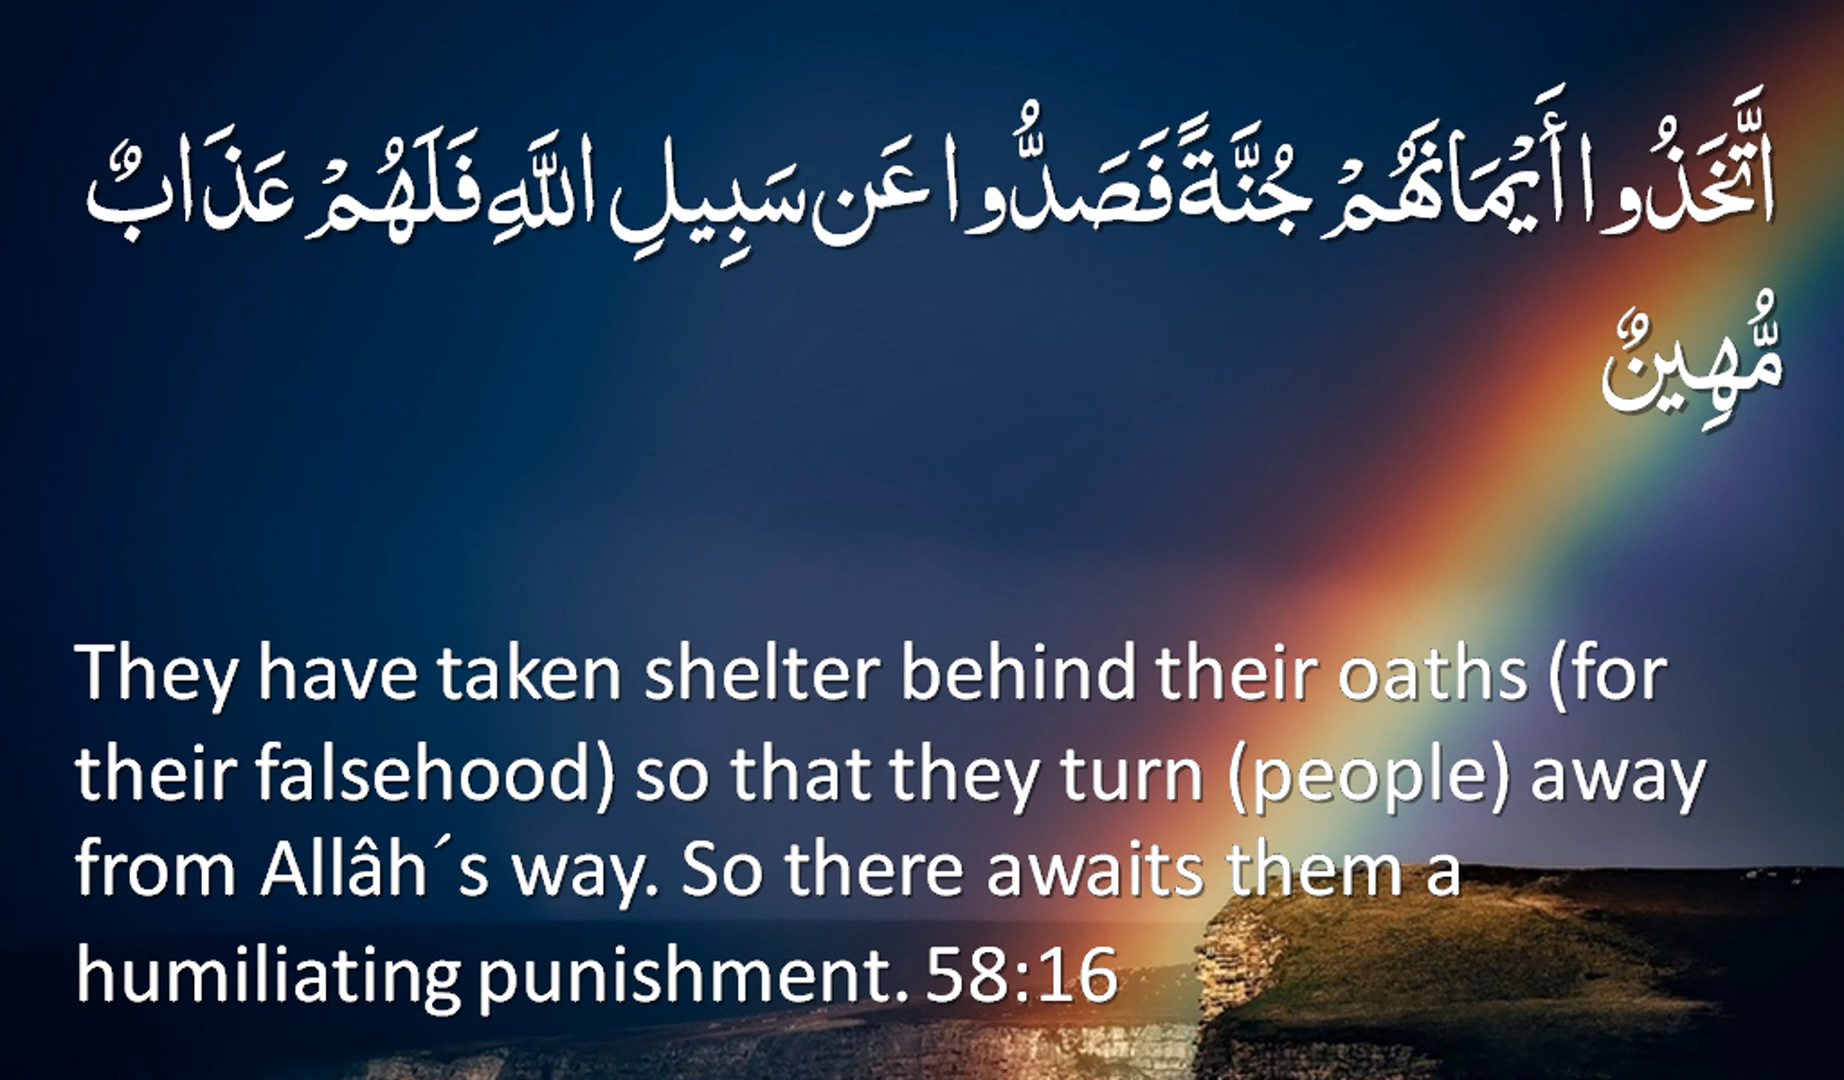 اتَّخَذُوا أَيْمَانَهُمْ جُنَّةً فَصَدُّوا عَن سَبِيلِ اللَّهِ فَلَهُمْ عَذَابٌ
مُّهِينٌ
They have taken shelter behind their oaths (for
their falsehood) so that they turn (people) away
from Allâh´s way. So there awaits them a
humiliating punishment. 58:16